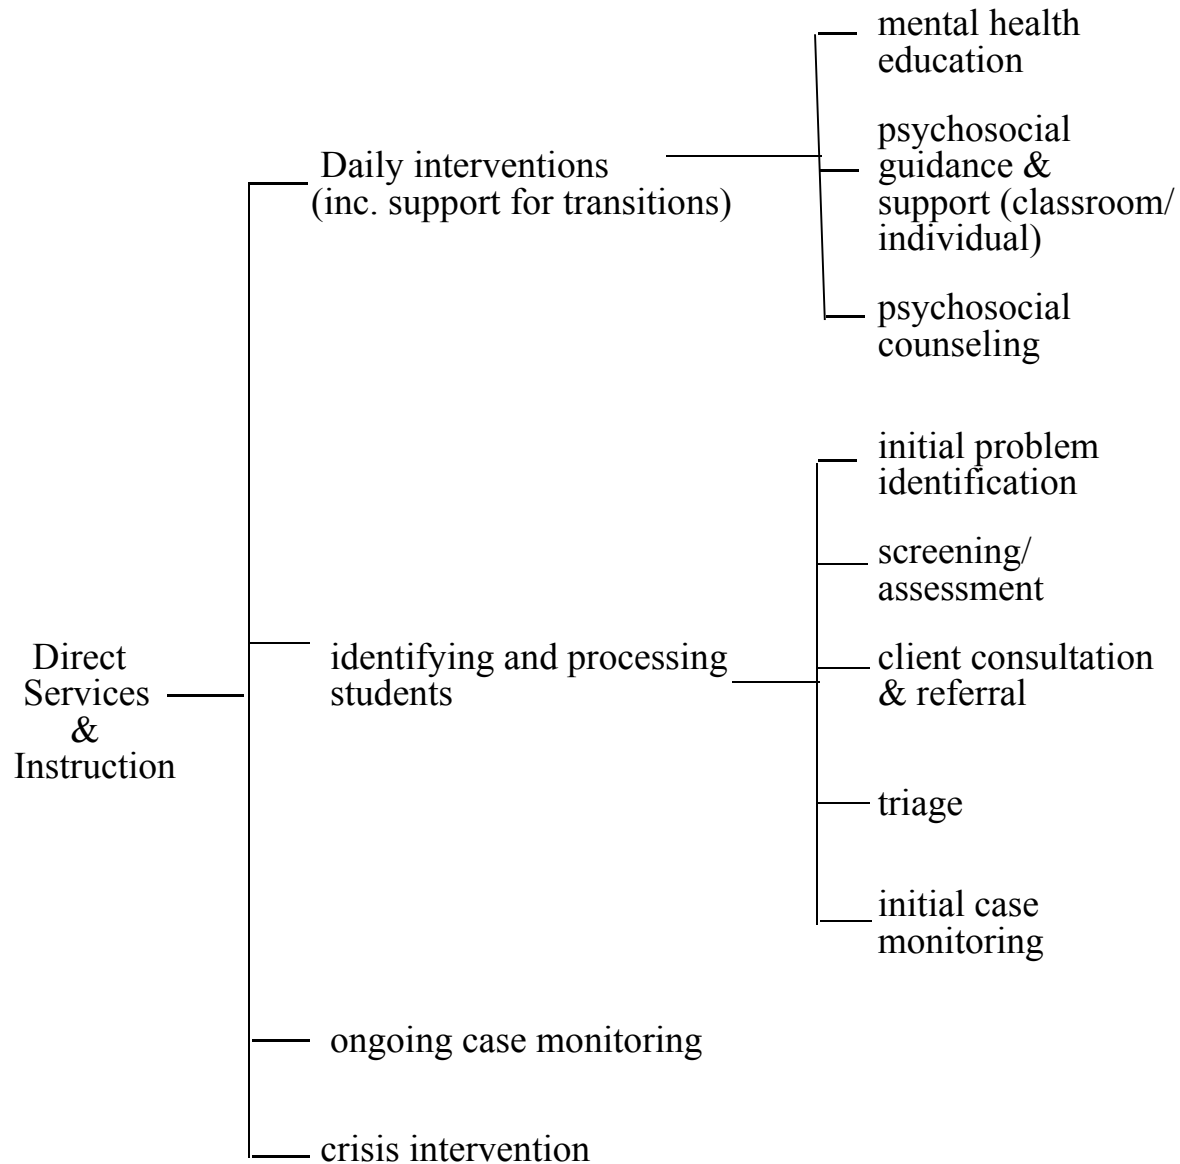 Direct
Services
&
Instruction
Daily interventions
(inc. support for transitions)
mental health
education
psychosocial
guidance &
support (classroom/
individual)
psychosocial
counseling
identifying and processing
students
initial problem
identification
screening/
assessment
client consultation
& referral
triage
initial case
monitoring
ongoing case monitoring
crisis intervention